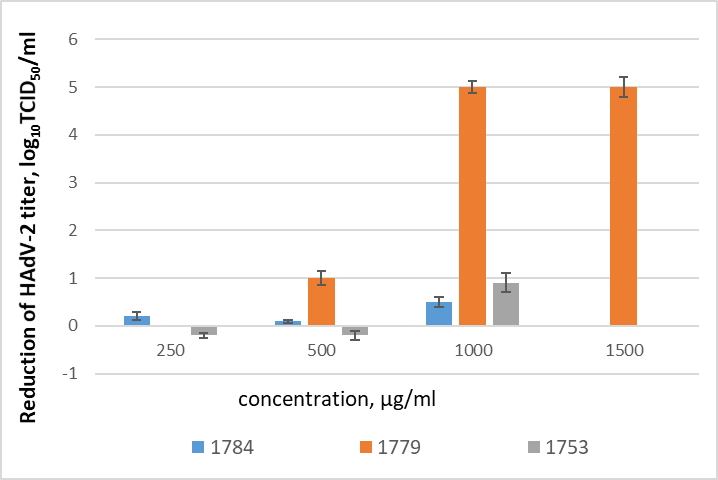 Reduction of HAdV-2 titer, log₁₀TCID₅₀/ml
6
5
4
3
2
1
0
-1
250 500 1000 1500
concentration, µg/ml
1784 1779 1753